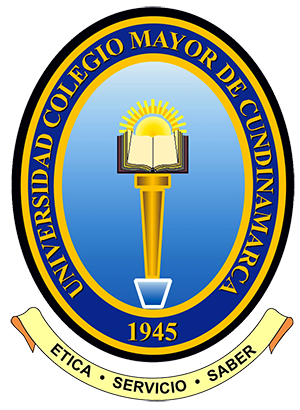 UNIVERSIDAD COLEGIO MAYOR DE CUNDINAMARCA
1945
ETICA • SERVICIO • SABER